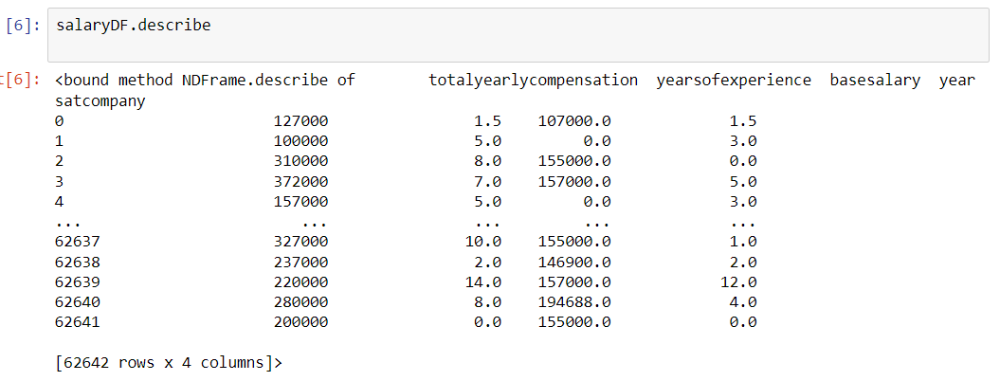 [6]: salaryDF.describe
t[6]: <bound method NDFrame.describe of        totalyearlycompensation  yearsofexperience  basesalary  year
satcompany
0                       127000                1.5    107000.0             1.5
1                       100000                5.0         0.0             3.0
2                       310000                8.0    155000.0             0.0
3                       372000                7.0    157000.0             5.0
4                       157000                5.0         0.0             3.0
...                        ...                ...         ...             ...
62637                   327000               10.0    155000.0             1.0
62638                   237000                2.0    146900.0             2.0
62639                   220000               14.0    157000.0            12.0
62640                   280000                8.0    194688.0             4.0
62641                   200000                0.0    155000.0             0.0
[62642 rows x 4 columns]>